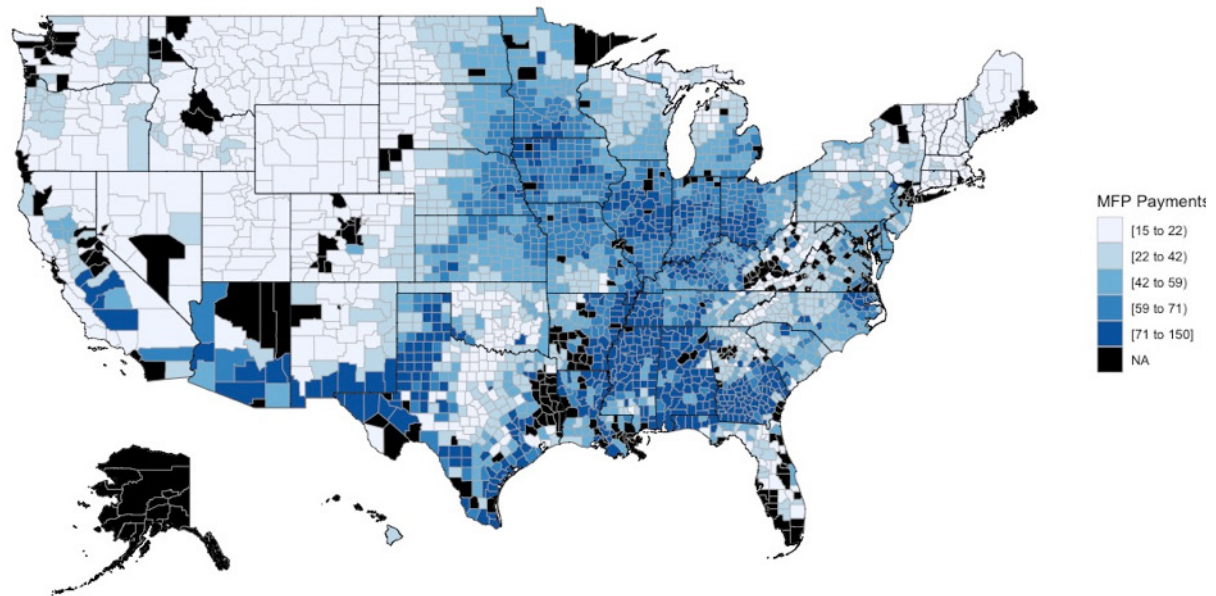 MFP Payments
[15 to 22)
[22 to 42)
[42 to 59)
[59 to 71)
[71 to 150]
NA